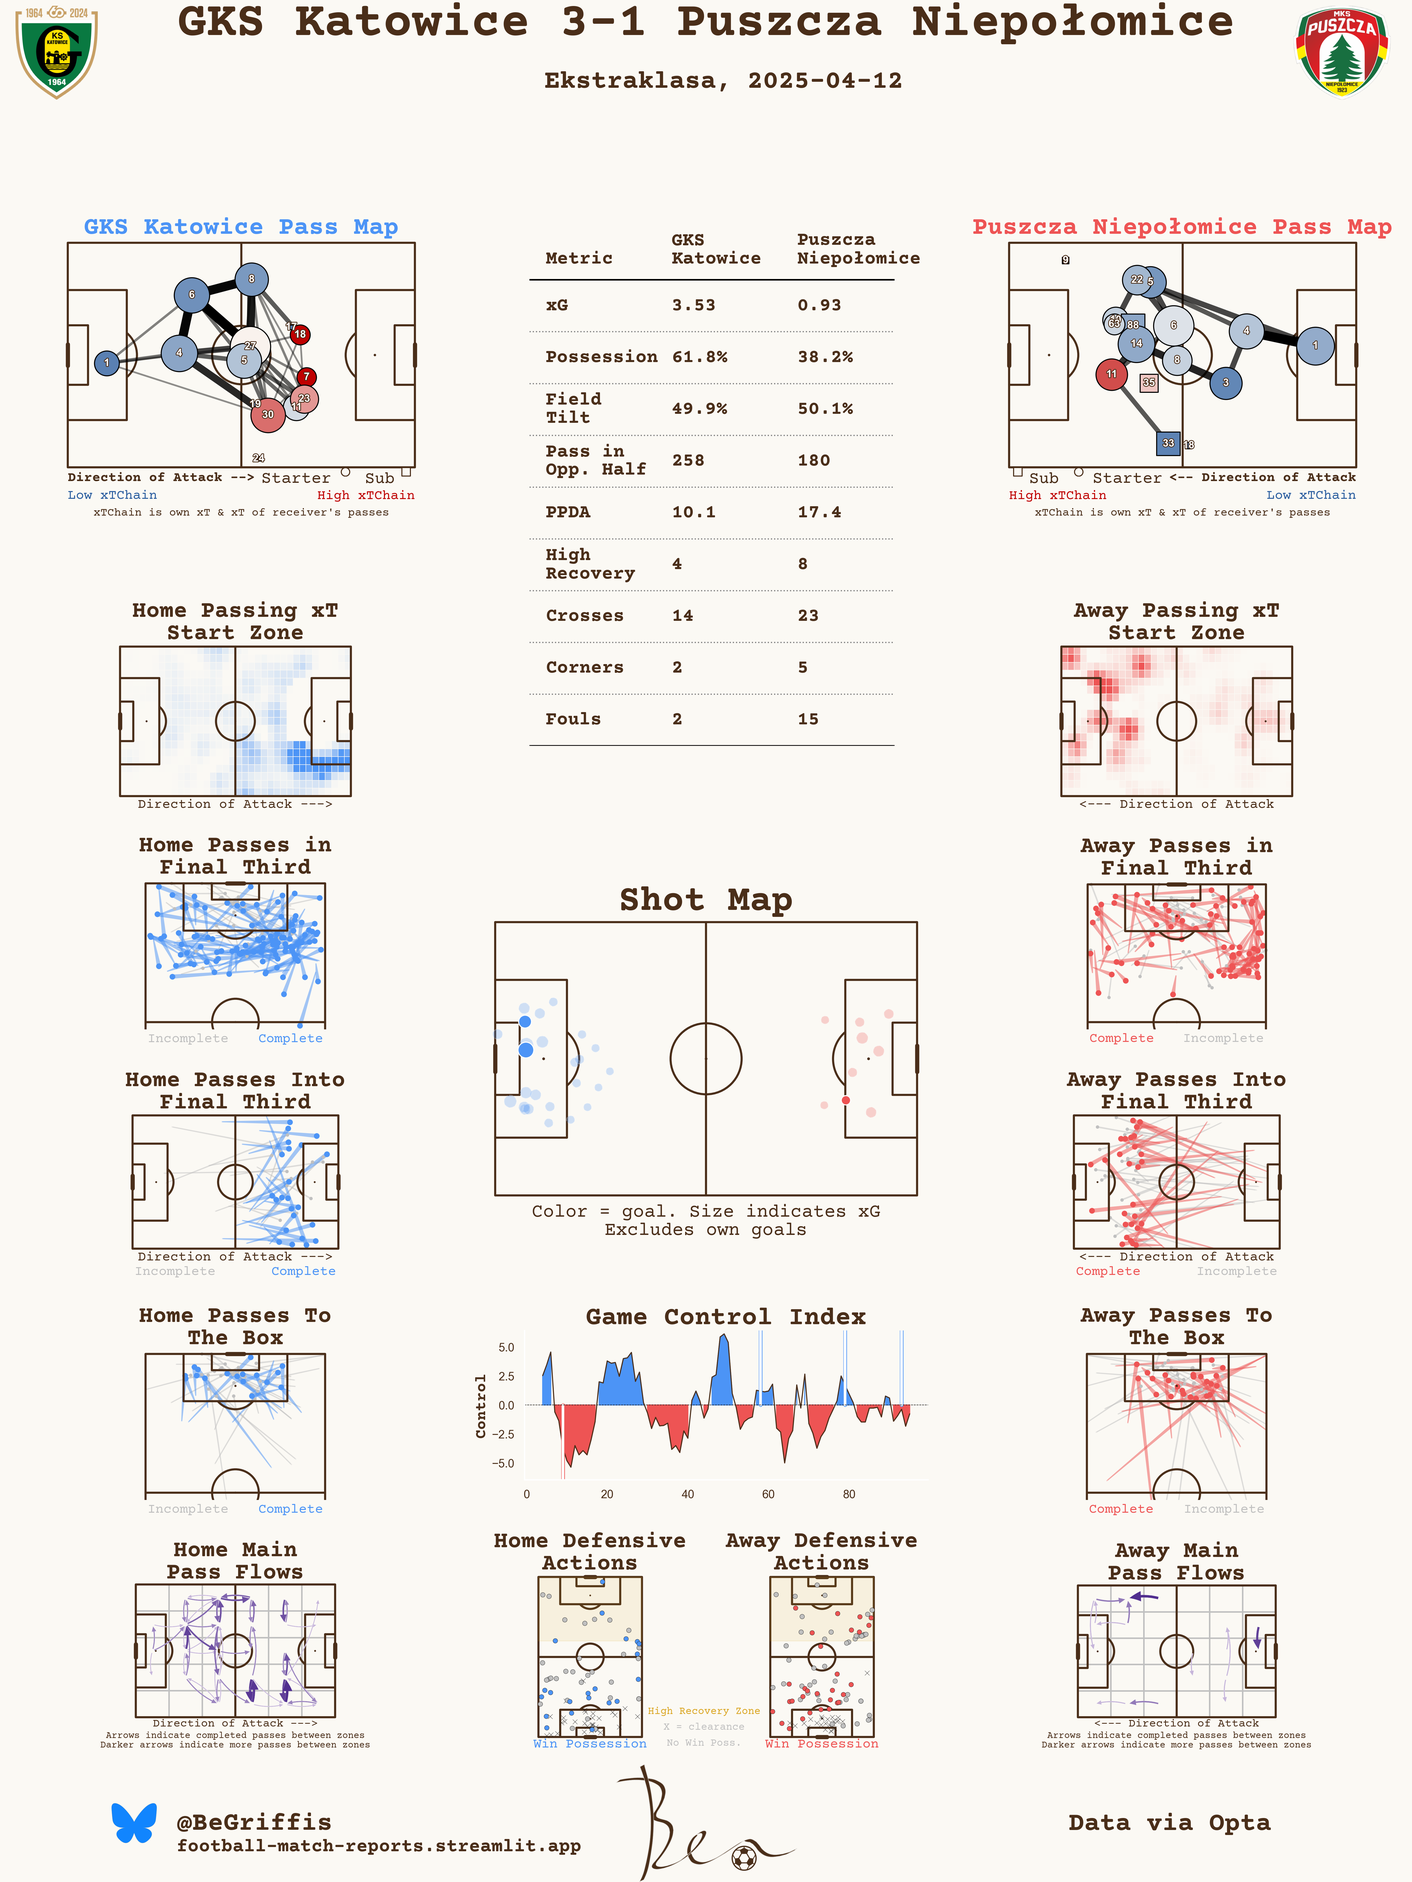 GKS Katowice 3-1 Puszcza Niepołomice
Ekstraklasa, 2025-04-12
1964 2024
KS
KATOWICE
1964
MKS
PUSZCZA
NIEPOŁOMICE
1923
GKS Katowice Pass Map
1
6
4
8
27
5
17
18
7
23
11
19
30
24
Direction of Attack --> Starter Sub
Low xTChain High xTChain
xTChain is own xT & xT of receiver's passes
Metric GKS Katowice Puszcza Niepołomice
xG 3.53 0.93
Possession 61.8% 38.2%
Field Tilt 49.9% 50.1%
Pass in Opp. Half 258 180
PPDA 10.1 17.4
High Recovery 4 8
Crosses 14 23
Corners 2 5
Fouls 2 15
Puszcza Niepołomice Pass Map
9
22
5
63
88
6
14
8
4
1
11
35
3
33
18
Sub Starter <-- Direction of Attack
High xTChain Low xTChain
xTChain is own xT & xT of receiver's passes
Home Passing xT
Start Zone
Direction of Attack --->
Away Passing xT
Start Zone
<--- Direction of Attack
Home Passes in
Final Third
Incomplete Complete
Away Passes in
Final Third
Complete Incomplete
Shot Map
Color = goal. Size indicates xG
Excludes own goals
Home Passes Into
Final Third
Direction of Attack --->
Incomplete Complete
Away Passes Into
Final Third
<--- Direction of Attack
Complete Incomplete
Home Passes To
The Box
Incomplete Complete
Game Control Index
Control
5.0
2.5
0.0
−2.5
−5.0
0 20 40 60 80
Away Passes To
The Box
Complete Incomplete
Home Main
Pass Flows
Direction of Attack --->
Arrows indicate completed passes between zones
Darker arrows indicate more passes between zones
Home Defensive
Actions
Win Possession
High Recovery Zone
X = clearance
No Win Poss.
Away Defensive
Actions
Win Possession
Away Main
Pass Flows
<--- Direction of Attack
Arrows indicate completed passes between zones
Darker arrows indicate more passes between zones
@BeGriffis
football-match-reports.streamlit.app
Ben
Data via Opta